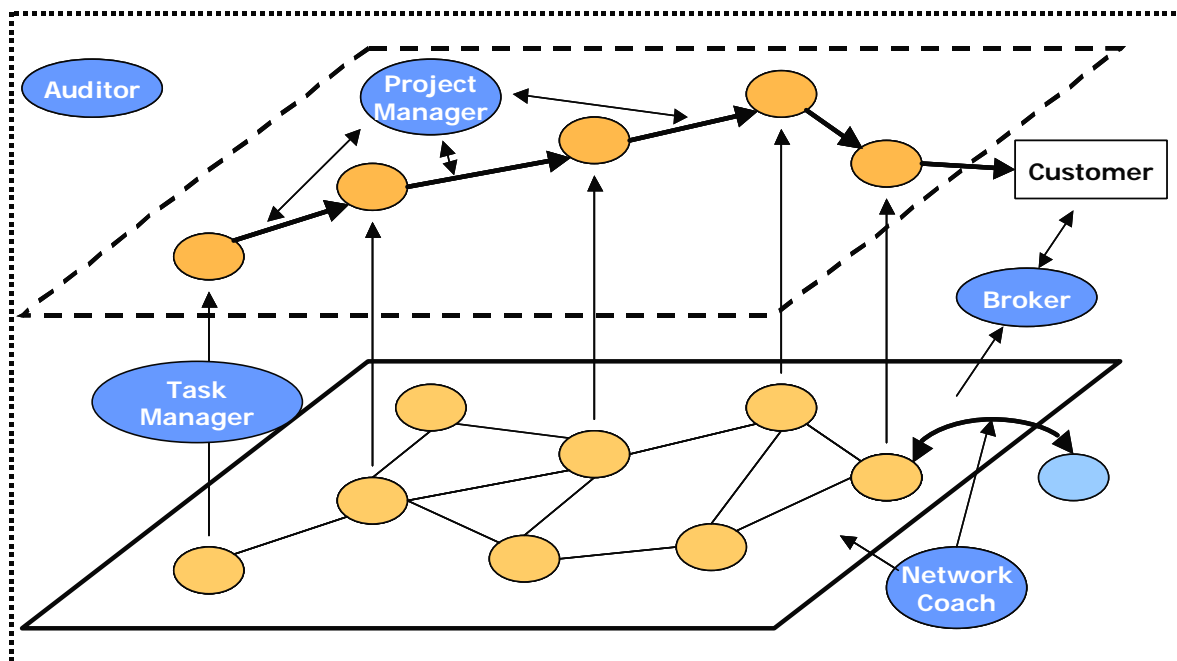 Auditor
Project
Manager
Customer
Broker
Task
Manager
Network
Coach